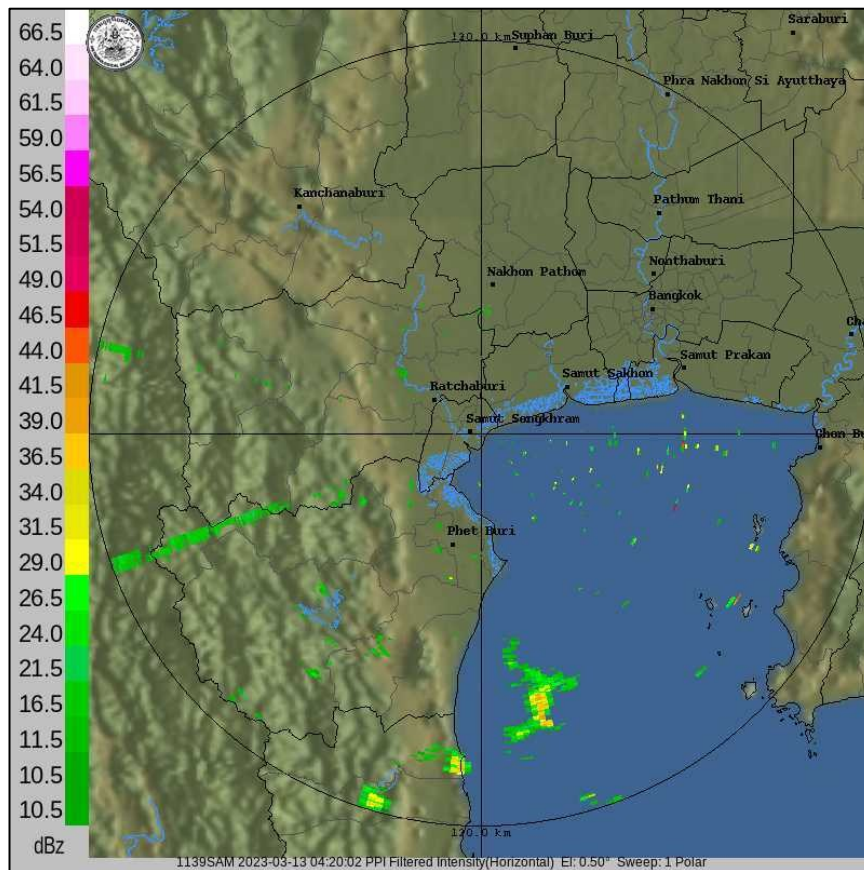 66.5
64.0
61.5
59.0
56.5
54.0
51.5
49.0
46.5
44.0
41.5
39.0
36.5
34.0
31.5
29.0
26.5
24.0
21.5
16.5
11.5
10.5
10.5
dBz
Saraburi
120.0 km
Suphan Buri
Phra Nakhon Si Ayutthaya
Kanchanaburi
Pathum Thani
Nonthaburi
Nakhon Pathom
Bangkok
Cha
Samut Prakan
Samut Sakhon
Ratchaburi
Samut Songkhram
Chon Bu
Phet Buri
120.0 km
1139SAM 2023-03-13 04:20:02 PPI Filtered Intensity(Horizontal) El: 0.50° Sweep: 1 Polar